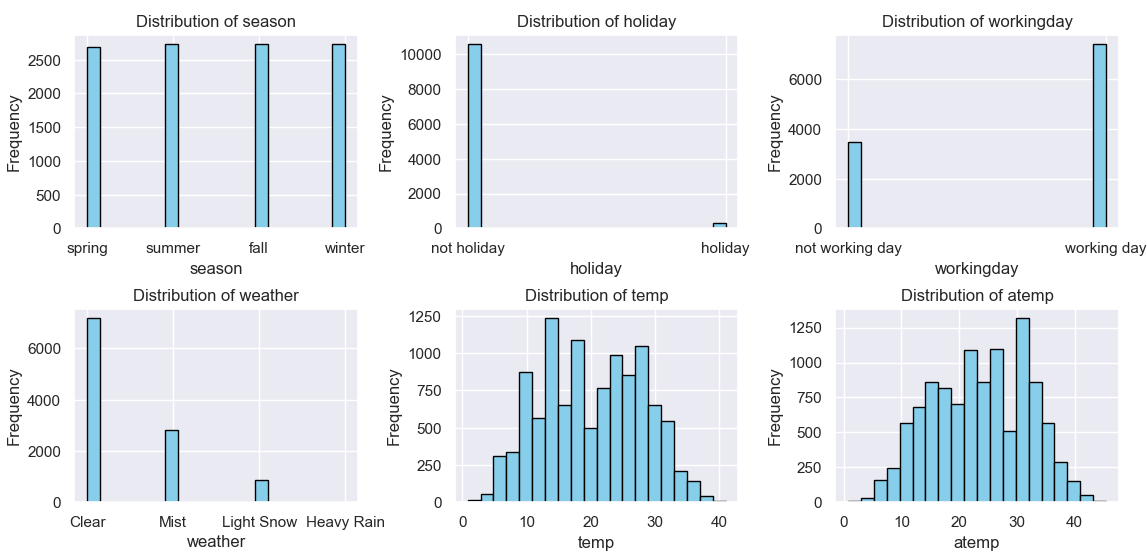 Distribution of season
Frequency
2500
2000
1500
1000
500
0
spring summer fall winter
season
Distribution of holiday
Frequency
10000
8000
6000
4000
2000
0
not holiday holiday
holiday
Distribution of workingday
Frequency
6000
4000
2000
0
not working day working day
workingday
Distribution of weather
Frequency
6000
4000
2000
0
Clear Mist Light Snow Heavy Rain
weather
Distribution of temp
Frequency
1250
1000
750
500
250
0
0 10 20 30 40
temp
Distribution of atemp
Frequency
1250
1000
750
500
250
0
0 10 20 30 40
atemp